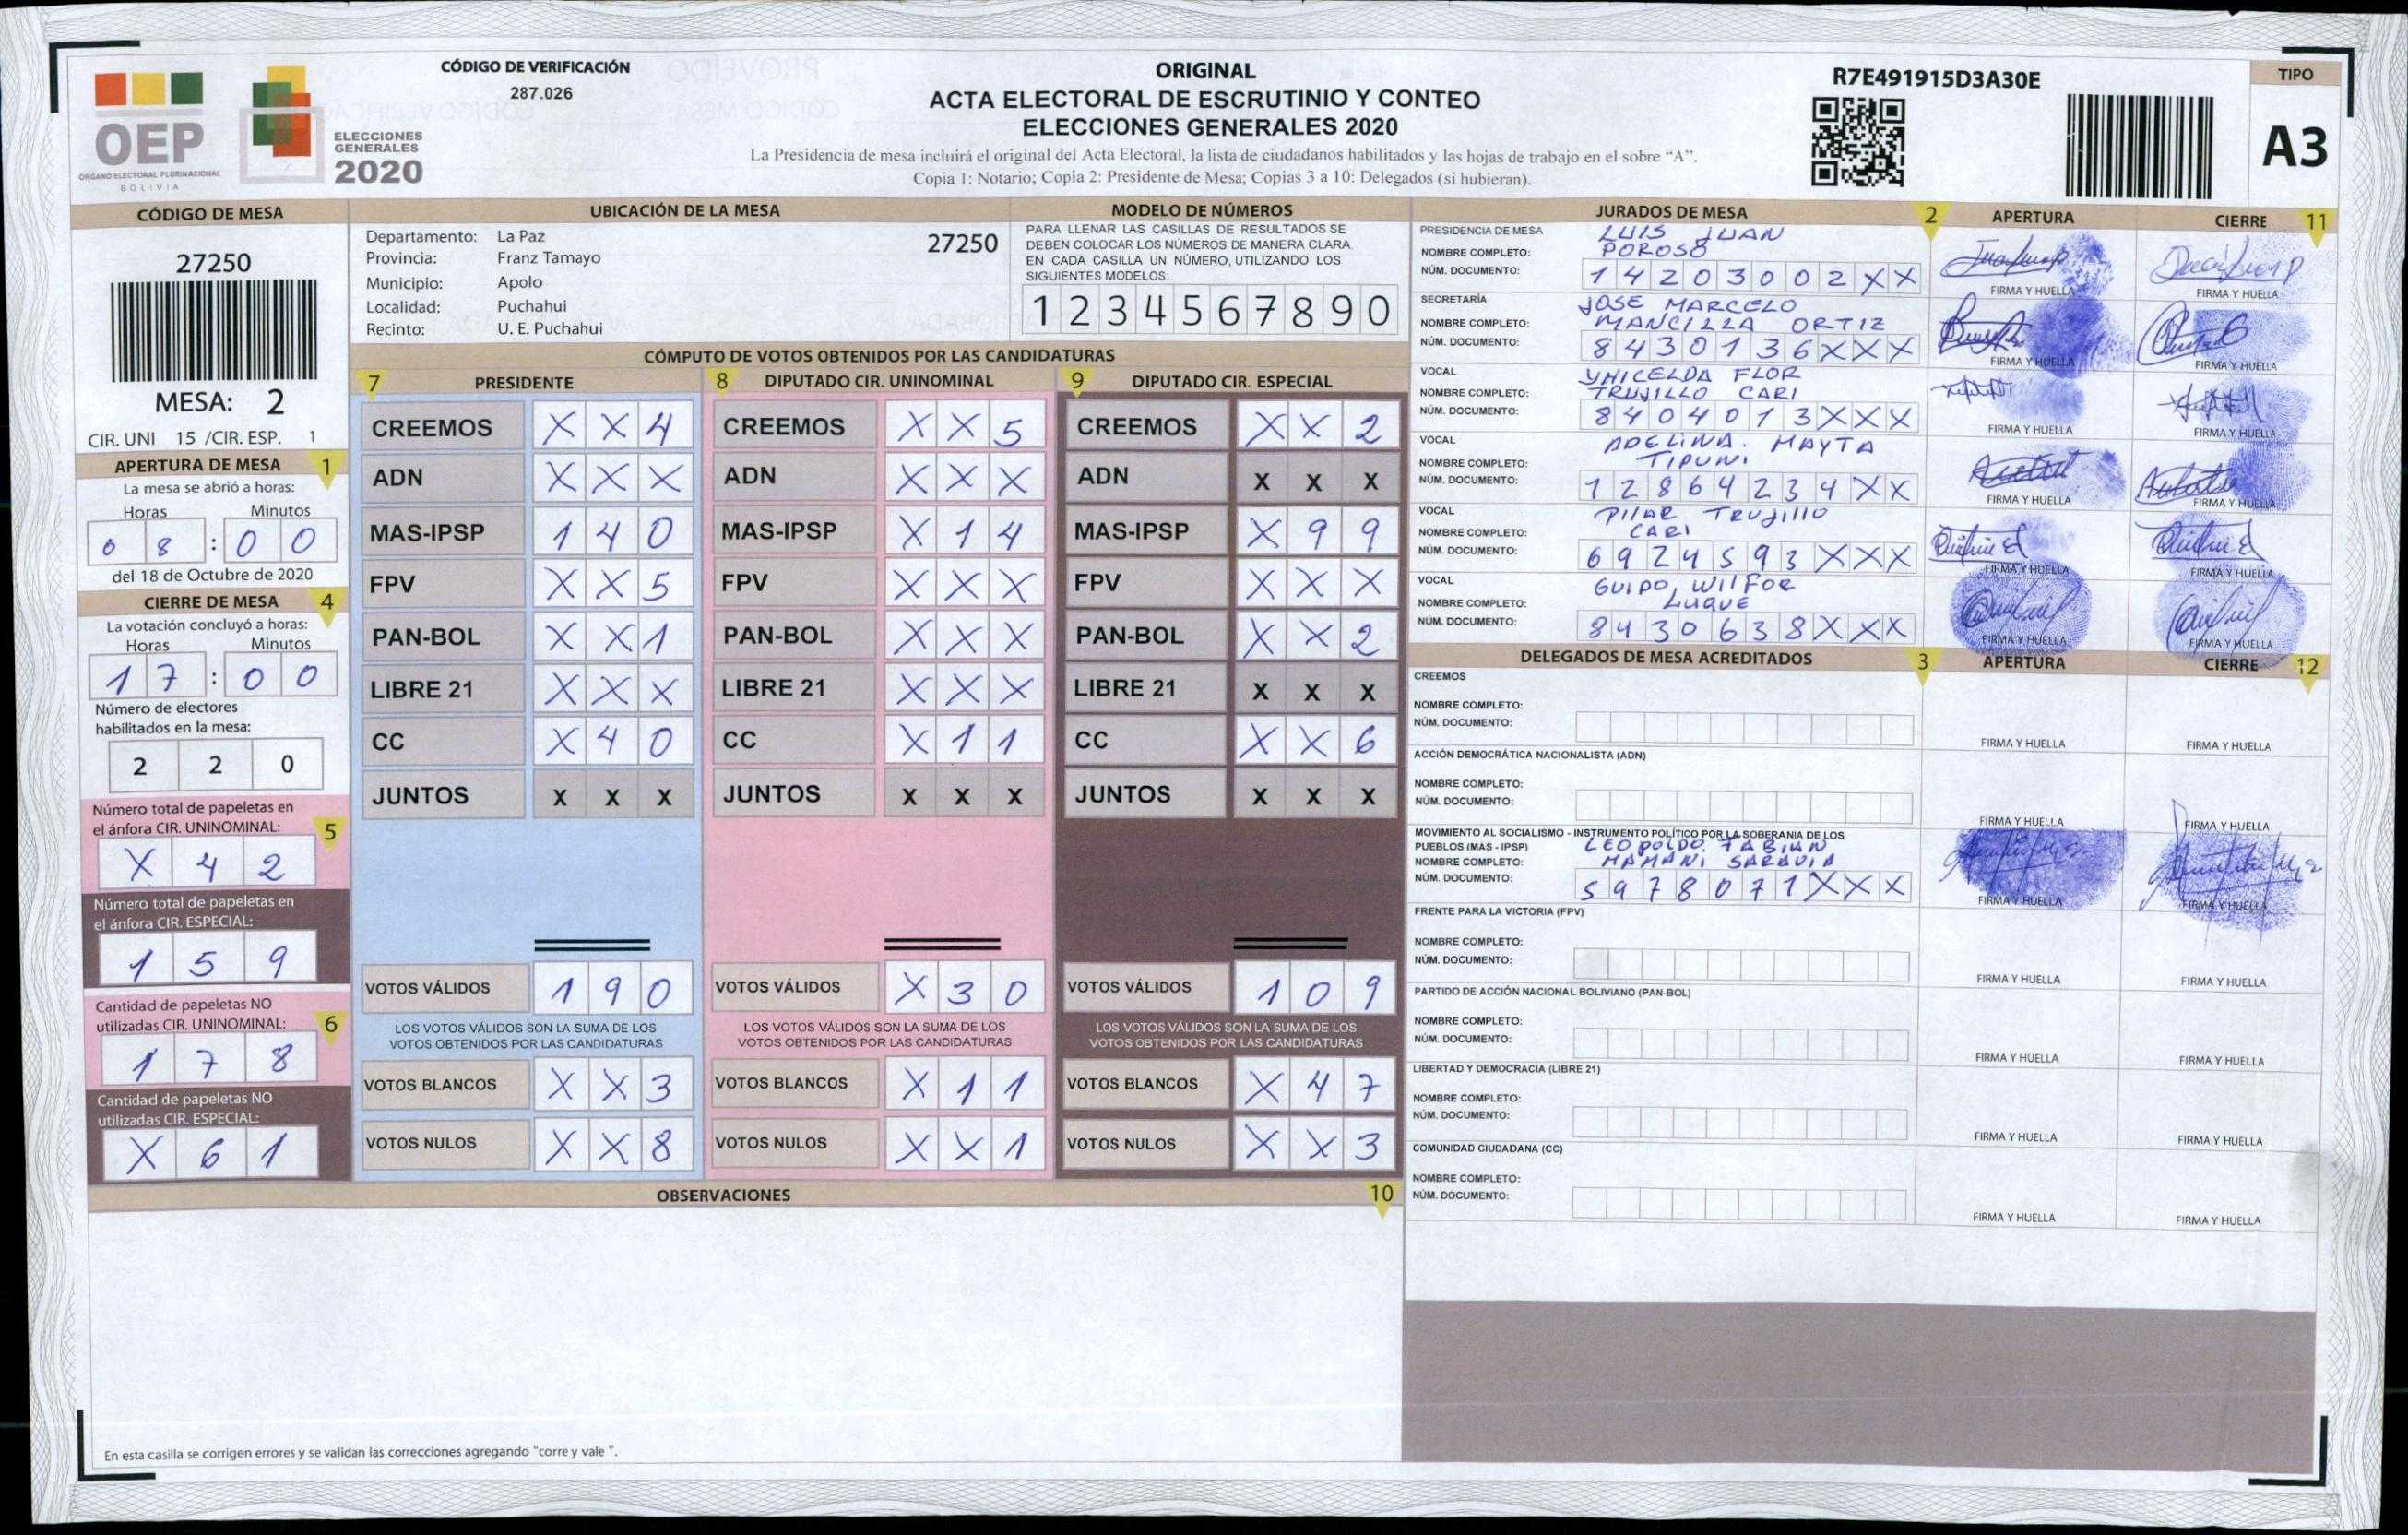 CÓDIGO DE VERIFICACIÓN
287.026
OEP
ÓRGANO ELECTORAL PLURINACIONAL
BOLIVIA
ELECCIONES
GENERALES
2020
ORIGINAL
ACTA ELECTORAL DE ESCRUTINIO Y CONTEO
ELECCIONES GENERALES 2020
La Presidencia de mesa incluirá el original del Acta Electoral, la lista de ciudadanos habilitados y las hojas de trabajo en el sobre “A”.
Copia 1: Notario; Copia 2: Presidente de Mesa; Copias 3 a 10: Delegados (si hubieran).
R7E491915D3A30E
TIPO
A3
CÓDIGO DE MESA
27250
MESA: 2
CIR. UNI 15 /CIR. ESP. 1
APERTURA DE MESA 1
La mesa se abrió a horas:
Horas Minutos
0 8 : 0 0
del 18 de Octubre de 2020
CIERRE DE MESA 4
La votación concluyó a horas:
Horas Minutos
1 7 : 0 0
Número de electores
habilitados en la mesa:
2 2 0
Número total de papeletas en
el ánfora CIR. UNINOMINAL: 5
X 4 2
Número total de papeletas en
el ánfora CIR. ESPECIAL:
1 5 9
Cantidad de papeletas NO
utilizadas CIR. UNINOMINAL: 6
1 7 8
Cantidad de papeletas NO
utilizadas CIR. ESPECIAL:
X 6 1
UBICACIÓN DE LA MESA
Departamento: La Paz 27250
Provincia: Franz Tamayo
Municipio: Apolo
Localidad: Puchahui
Recinto: U. E. Puchahui
MODELO DE NÚMEROS
PARA LLENAR LAS CASILLAS DE RESULTADOS SE
DEBEN COLOCAR LOS NÚMEROS DE MANERA CLARA.
EN CADA CASILLA UN NÚMERO, UTILIZANDO LOS
SIGUIENTES MODELOS:
1 2 3 4 5 6 7 8 9 0
CÓMPUTO DE VOTOS OBTENIDOS POR LAS CANDIDATURAS
7 PRESIDENTE
CREEMOS X X 4
ADN X X X
MAS-IPSP 1 4 0
FPV X X 5
PAN-BOL X X 1
LIBRE 21 X X X
CC X 4 0
JUNTOS X X X
VOTOS VÁLIDOS 1 9 0
LOS VOTOS VÁLIDOS SON LA SUMA DE LOS
VOTOS OBTENIDOS POR LAS CANDIDATURAS
VOTOS BLANCOS X X 3
VOTOS NULOS X X 8
8 DIPUTADO CIR. UNINOMINAL
CREEMOS X X 5
ADN X X X
MAS-IPSP X 1 4
FPV X X X
PAN-BOL X X X
LIBRE 21 X X X
CC X 1 1
JUNTOS X X X
VOTOS VÁLIDOS X 3 0
LOS VOTOS VÁLIDOS SON LA SUMA DE LOS
VOTOS OBTENIDOS POR LAS CANDIDATURAS
VOTOS BLANCOS X 1 1
VOTOS NULOS X X 1
9 DIPUTADO CIR. ESPECIAL
CREEMOS X X 2
ADN X X X
MAS-IPSP X 9 9
FPV X X X
PAN-BOL X X 2
LIBRE 21 X X X
CC X X 6
JUNTOS X X X
VOTOS VÁLIDOS 1 0 9
LOS VOTOS VÁLIDOS SON LA SUMA DE LOS
VOTOS OBTENIDOS POR LAS CANDIDATURAS
VOTOS BLANCOS X 4 7
VOTOS NULOS X X 3
OBSERVACIONES 10
En esta casilla se corrigen errores y se validan las correcciones agregando "corre y vale ".
JURADOS DE MESA 2 APERTURA CIERRE 11
PRESIDENCIA DE MESA
LUIS JUAN
NOMBRE COMPLETO: POROSO
NÚM. DOCUMENTO: 1 4 2 0 3 0 0 2 X X
FIRMA Y HUELLA FIRMA Y HUELLA
SECRETARÍA
JOSE MARCELO
NOMBRE COMPLETO: MANCILLA ORTIZ
NÚM. DOCUMENTO: 8 4 3 0 1 3 6 X X X
FIRMA Y HUELLA FIRMA Y HUELLA
VOCAL
YHICELDA FLOR
NOMBRE COMPLETO: TRUJILLO CARI
NÚM. DOCUMENTO: 8 4 0 4 0 1 3 X X X
FIRMA Y HUELLA FIRMA Y HUELLA
VOCAL
ADELINA. MAYTA
NOMBRE COMPLETO: TIPUNI
NÚM. DOCUMENTO: 1 2 8 6 4 2 3 4 X X
FIRMA Y HUELLA FIRMA Y HUELLA
VOCAL
PILAR TRUJILLO
NOMBRE COMPLETO: CARI
NÚM. DOCUMENTO: 6 9 2 4 5 9 3 X X X
FIRMA Y HUELLA FIRMA Y HUELLA
VOCAL
GUIDO WILFOR
NOMBRE COMPLETO: LUQUE
NÚM. DOCUMENTO: 8 4 3 0 6 3 8 X X X
FIRMA Y HUELLA FIRMA Y HUELLA
DELEGADOS DE MESA ACREDITADOS 3 APERTURA CIERRE 12
CREEMOS
NOMBRE COMPLETO:
NÚM. DOCUMENTO:
FIRMA Y HUELLA FIRMA Y HUELLA
ACCIÓN DEMOCRÁTICA NACIONALISTA (ADN)
NOMBRE COMPLETO:
NÚM. DOCUMENTO:
FIRMA Y HUELLA FIRMA Y HUELLA
MOVIMIENTO AL SOCIALISMO - INSTRUMENTO POLÍTICO POR LA SOBERANIA DE LOS
PUEBLOS (MAS - IPSP) LEOPOLDO. FABIAN
NOMBRE COMPLETO: MAMANI SARAVIA
NÚM. DOCUMENTO: 5 9 7 8 0 7 1 X X X
FIRMA Y HUELLA FIRMA Y HUELLA
FRENTE PARA LA VICTORIA (FPV)
NOMBRE COMPLETO:
NÚM. DOCUMENTO:
FIRMA Y HUELLA FIRMA Y HUELLA
PARTIDO DE ACCIÓN NACIONAL BOLIVIANO (PAN-BOL)
NOMBRE COMPLETO:
NÚM. DOCUMENTO:
FIRMA Y HUELLA FIRMA Y HUELLA
LIBERTAD Y DEMOCRACIA (LIBRE 21)
NOMBRE COMPLETO:
NÚM. DOCUMENTO:
FIRMA Y HUELLA FIRMA Y HUELLA
COMUNIDAD CIUDADANA (CC)
NOMBRE COMPLETO:
NÚM. DOCUMENTO:
FIRMA Y HUELLA FIRMA Y HUELLA